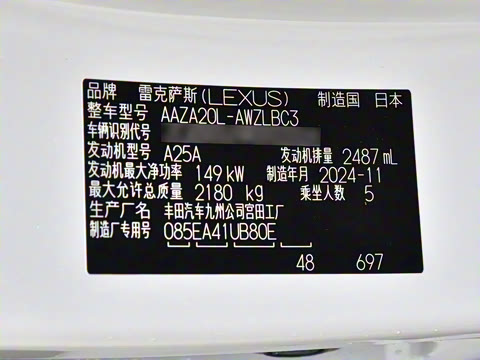 品牌 雷克萨斯(LEXUS) 制造国 日本
整车型号 AAZA20L-AWZLBC3
车辆识别代号
发动机型号 A25A 发动机排量 2487 mL
发动机最大净功率 149 kW 制造年月 2024-11
最大允许总质量 2180 kg 乘坐人数 5
生产厂名 丰田汽车九州公司宫田工厂
制造厂专用号 085EA41UB80E
48 697